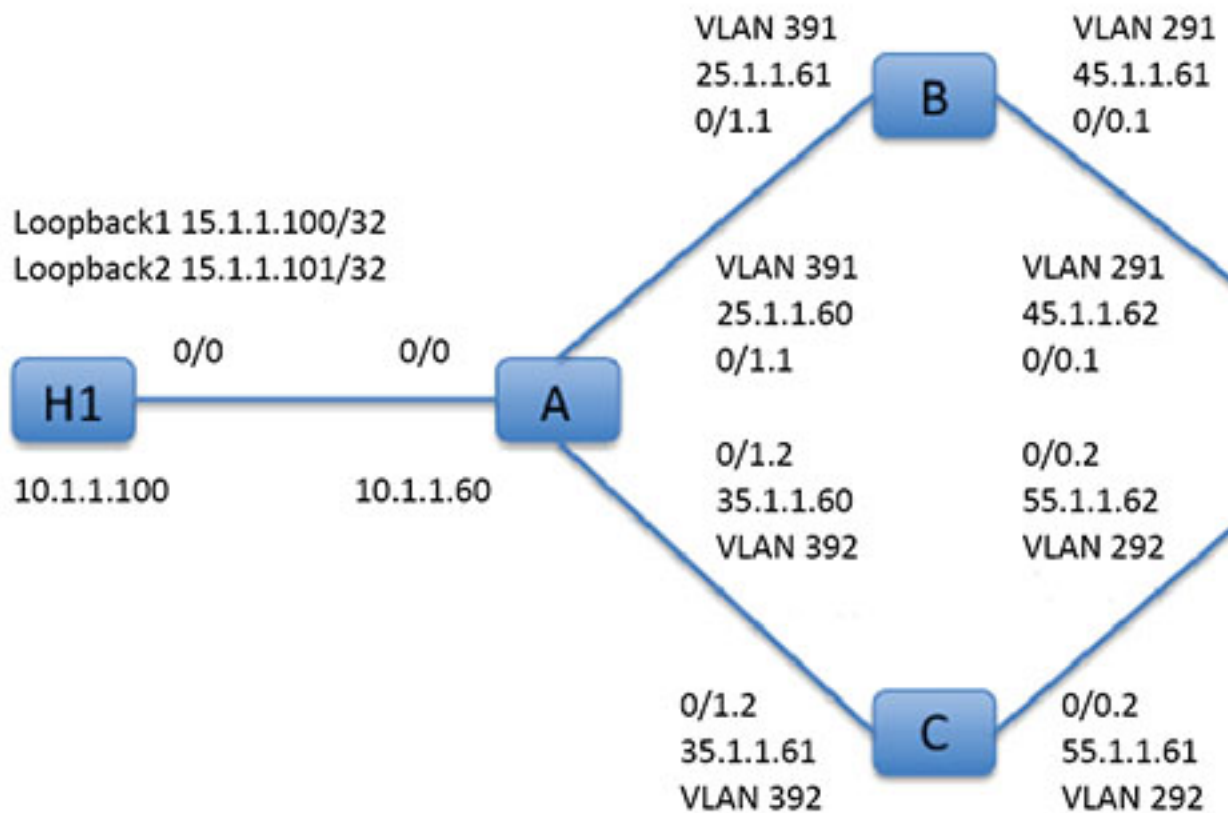 VLAN 391
25.1.1.61
0/1.1
B
VLAN 291
45.1.1.61
0/0.1
Loopback1 15.1.1.100/32
Loopback2 15.1.1.101/32
0/0
0/0
H1
A
10.1.1.100
10.1.1.60
VLAN 391
25.1.1.60
0/1.1
VLAN 291
45.1.1.62
0/0.1
0/1.2
35.1.1.60
VLAN 392
0/0.2
55.1.1.62
VLAN 292
0/1.2
35.1.1.61
VLAN 392
C
0/0.2
55.1.1.61
VLAN 292